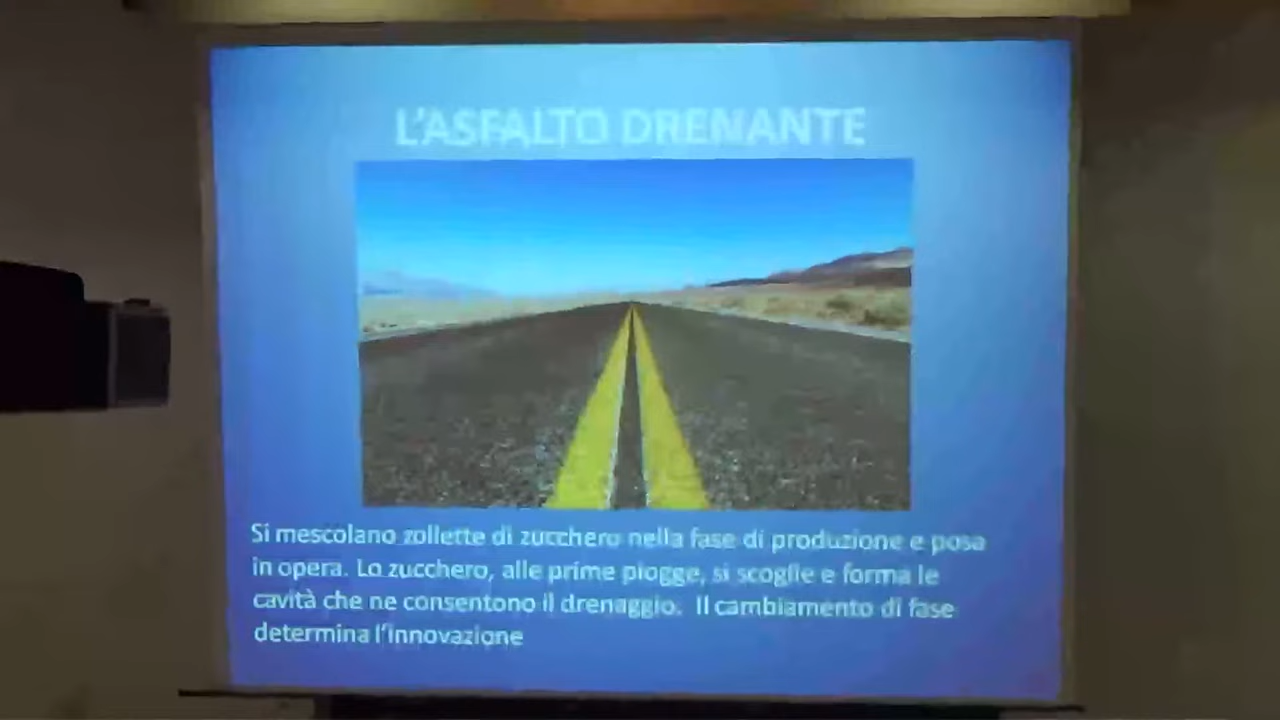 L'ASFALTO DRENANTE
Si mescolano zollette di zucchero nella fase di produzione e posa
in opera. Lo zucchero, alle prime piogge, si scoglie e forma le
cavità che ne consentono il drenaggio. Il cambiamento di fase
determina l'innovazione